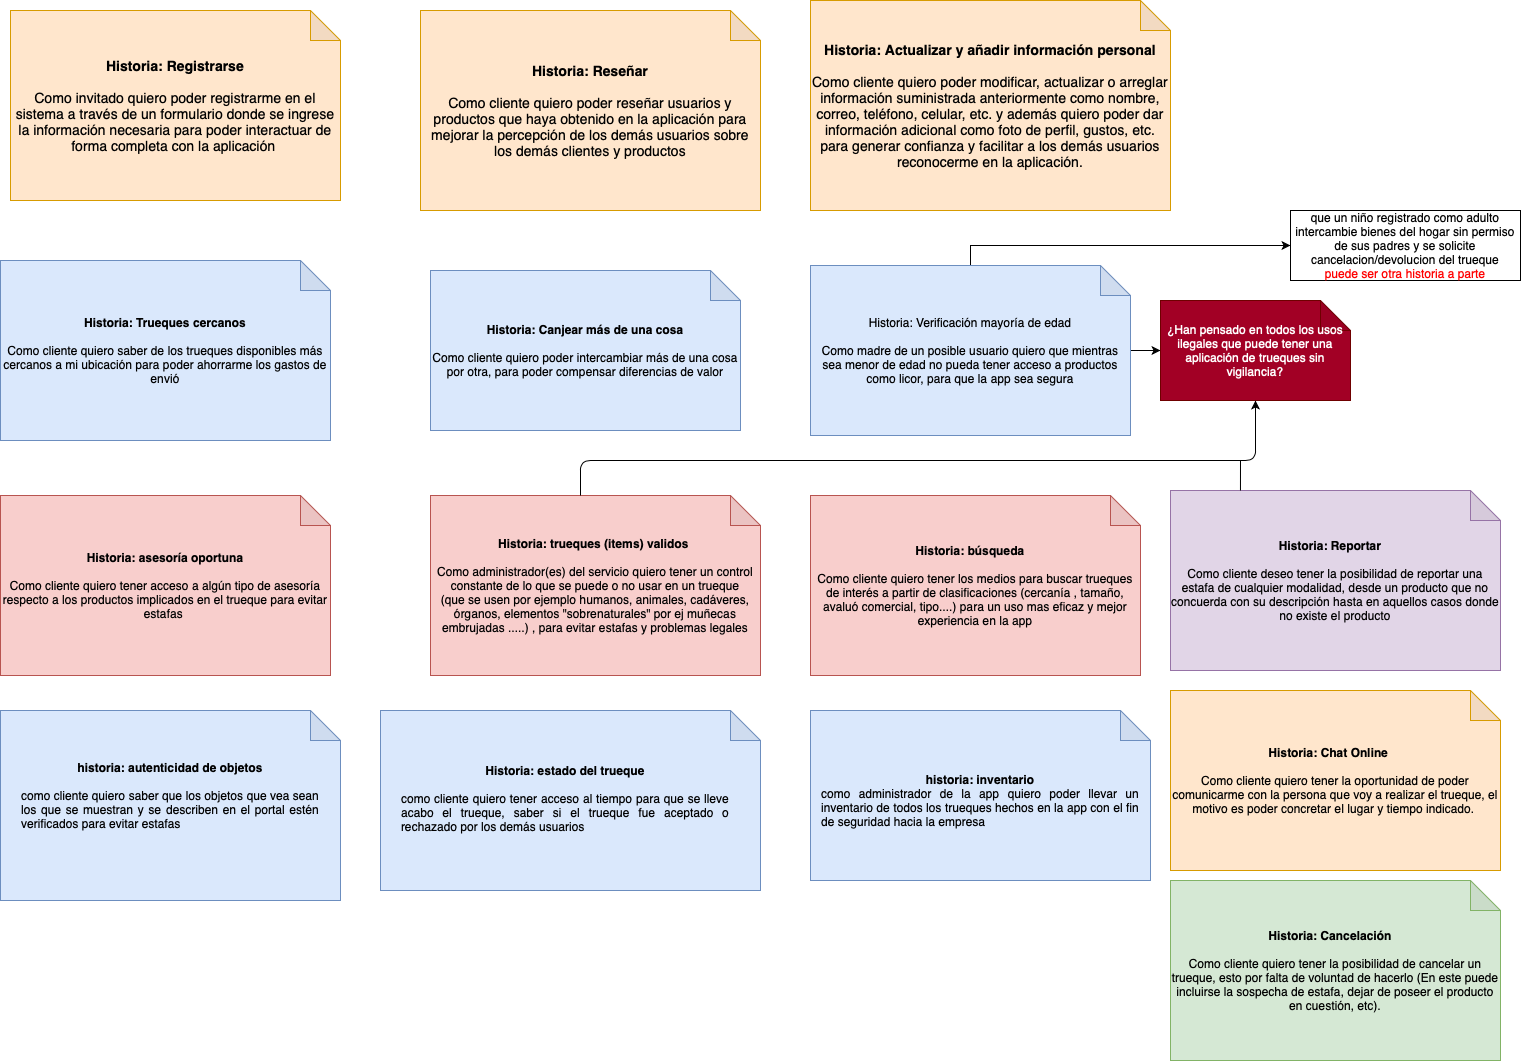 Historia: Registrarse
Como invitado quiero poder registrarme en el
sistema a través de un formulario donde se ingrese
la información necesaria para poder interactuar de
forma completa con la aplicación
Historia: Reseñar
Como cliente quiero poder reseñar usuarios y
productos que haya obtenido en la aplicación para
mejorar la percepción de los demás usuarios sobre
los demás clientes y productos
Historia: Actualizar y añadir información personal
Como cliente quiero poder modificar, actualizar o arreglar
información suministrada anteriormente como nombre,
correo, teléfono, celular, etc. y además quiero poder dar
información adicional como foto de perfil, gustos, etc.
para generar confianza y facilitar a los demás usuarios
reconocerme en la aplicación.
que un niño registrado como adulto
intercambie bienes del hogar sin permiso
de sus padres y se solicite
cancelacion/devolucion del trueque
puede ser otra historia a parte
Historia: Trueques cercanos
Como cliente quiero saber de los trueques disponibles más
cercanos a mi ubicación para poder ahorrarme los gastos de
envió
Historia: Canjear más de una cosa
Como cliente quiero poder intercambiar más de una cosa
por otra, para poder compensar diferencias de valor
Historia: Verificación mayoría de edad
Como madre de un posible usuario quiero que mientras
sea menor de edad no pueda tener acceso a productos
como licor, para que la app sea segura
¿Han pensado en todos los usos
ilegales que puede tener una
aplicación de trueques sin
vigilancia?
Historia: asesoría oportuna
Como cliente quiero tener acceso a algún tipo de asesoría
respecto a los productos implicados en el trueque para evitar
estafas
Historia: trueques (items) validos
Como administrador(es) del servicio quiero tener un control
constante de lo que se puede o no usar en un trueque
(que se usen por ejemplo humanos, animales, cadáveres,
órganos, elementos "sobrenaturales" por ej muñecas
embrujadas .....) , para evitar estafas y problemas legales
Historia: búsqueda
Como cliente quiero tener los medios para buscar trueques
de interés a partir de clasificaciones (cercanía , tamaño,
avaluó comercial, tipo....) para un uso mas eficaz y mejor
experiencia en la app
Historia: Reportar
Como cliente deseo tener la posibilidad de reportar una
estafa de cualquier modalidad, desde un producto que no
concuerda con su descripción hasta en aquellos casos donde
no existe el producto
historia: autenticidad de objetos
como cliente quiero saber que los objetos que vea sean
los que se muestran y se describen en el portal estén
verificados para evitar estafas
Historia: estado del trueque
como cliente quiero tener acceso al tiempo para que se lleve
acabo el trueque, saber si el trueque fue aceptado o
rechazado por los demás usuarios
historia: inventario
como administrador de la app quiero poder llevar un
inventario de todos los trueques hechos en la app con el fin
de seguridad hacia la empresa
Historia: Chat Online
Como cliente quiero tener la oportunidad de poder
comunicarme con la persona que voy a realizar el trueque, el
motivo es poder concretar el lugar y tiempo indicado.
Historia: Cancelación
Como cliente quiero tener la posibilidad de cancelar un
trueque, esto por falta de voluntad de hacerlo (En este puede
incluirse la sospecha de estafa, dejar de poseer el producto
en cuestión, etc).